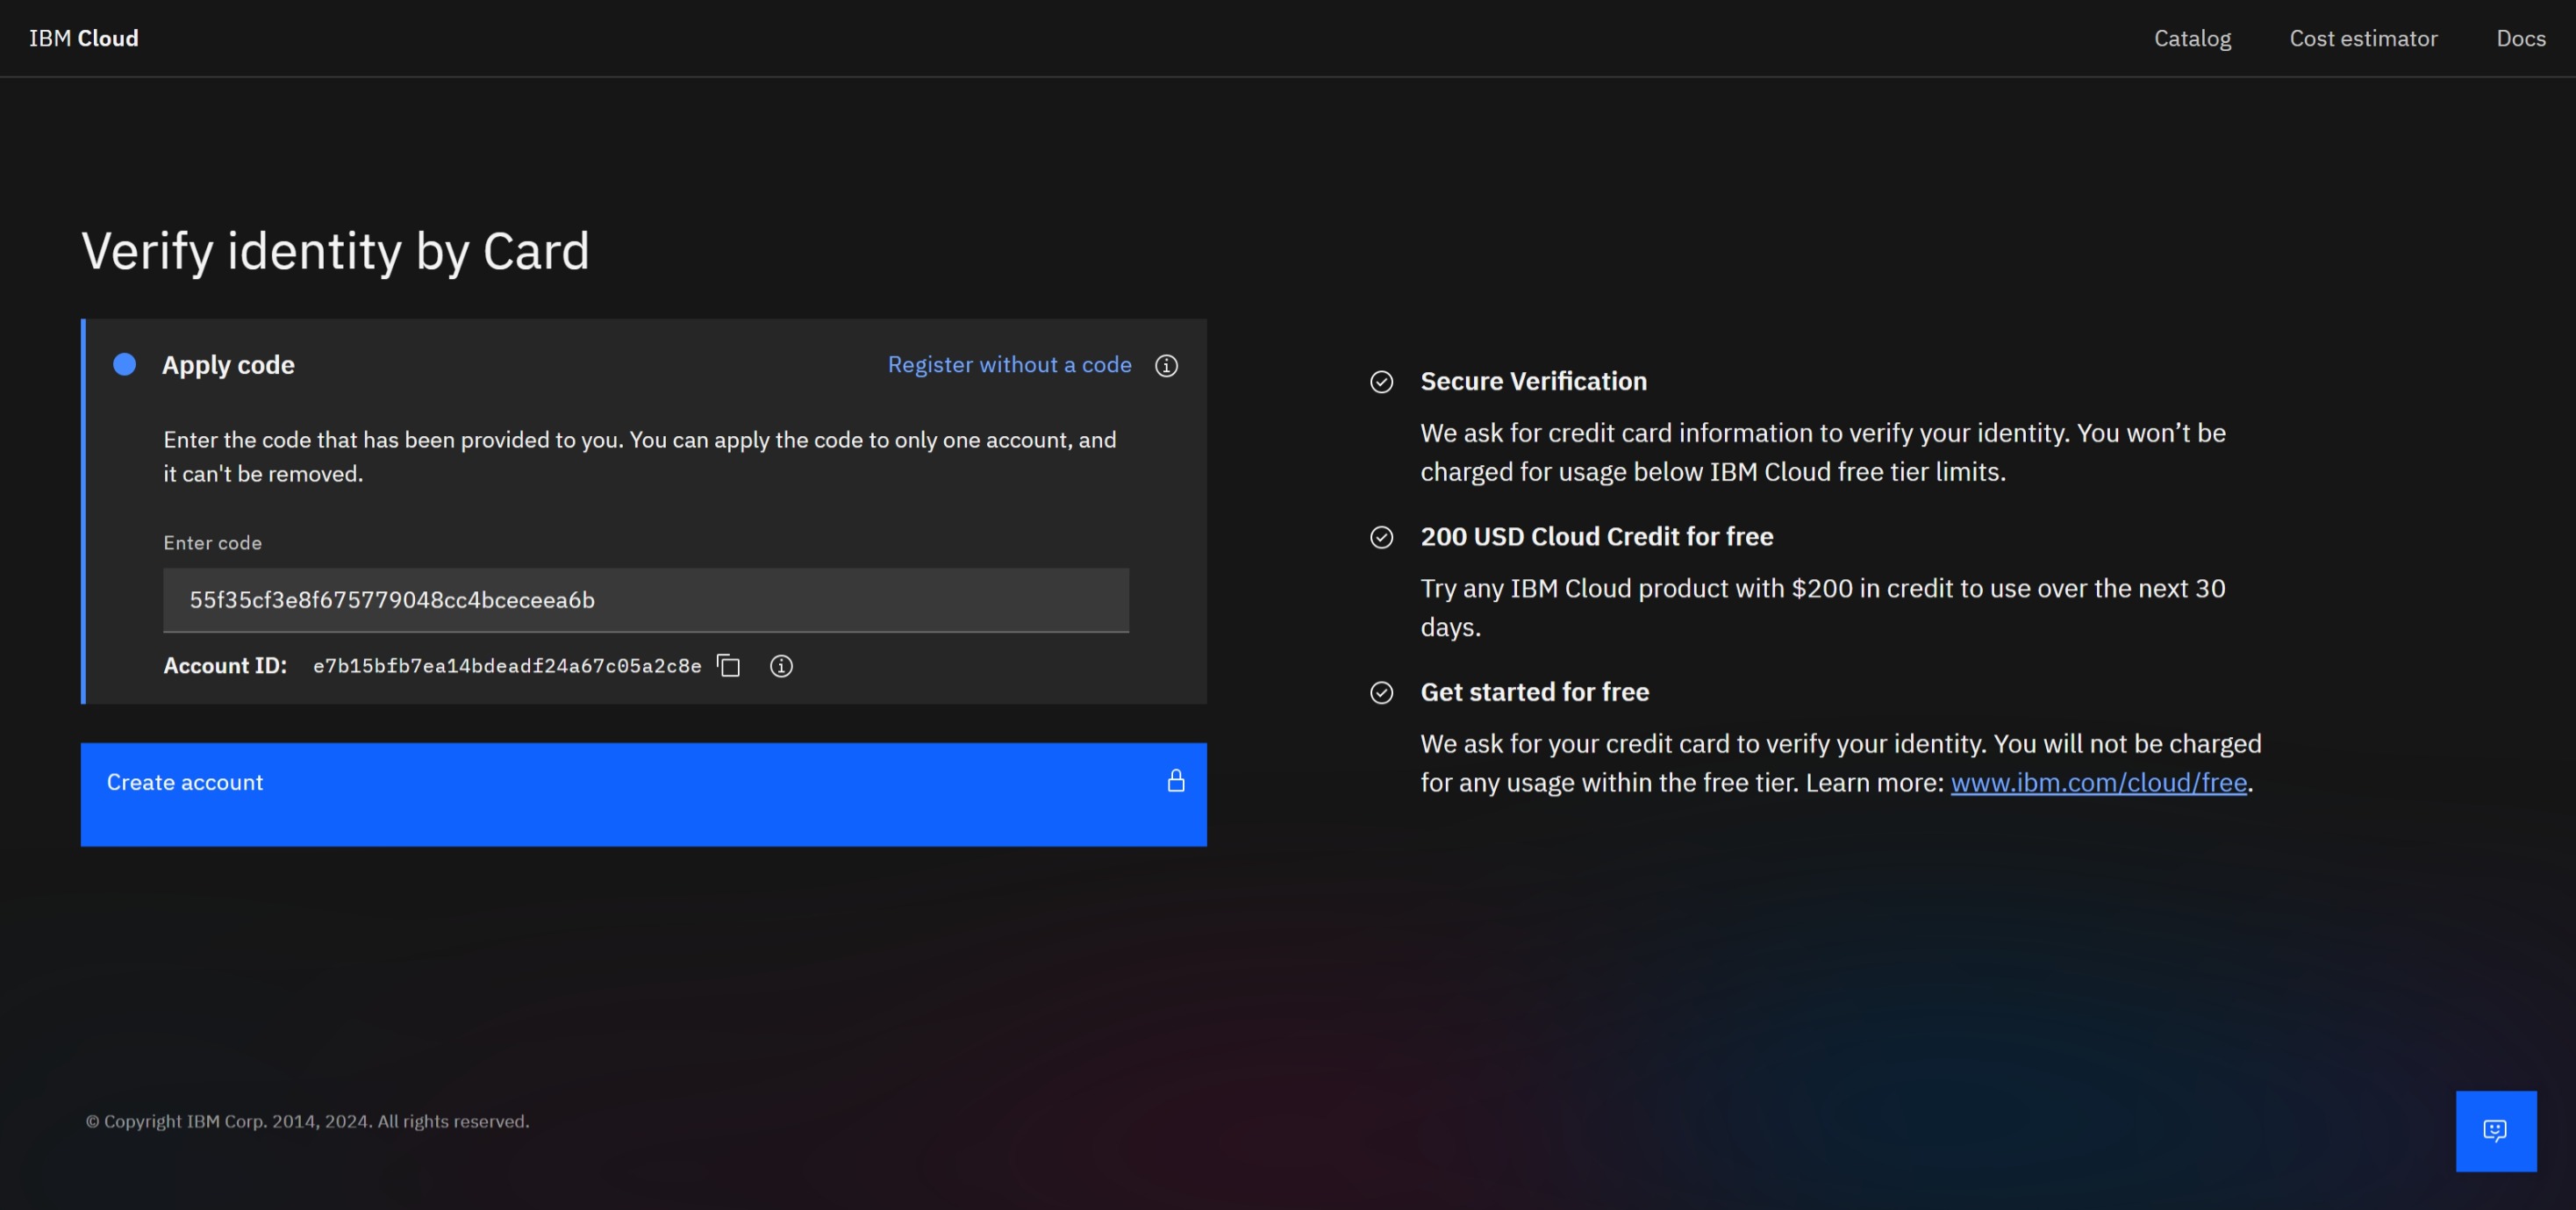 IBM Cloud
Catalog
Cost estimator
Docs
Verify identity by Card
Apply code
Register without a code
Enter the code that has been provided to you. You can apply the code to only one account, and
it can't be removed.
Enter code
55f35cf3e8f675779048cc4bceceea6b
Account ID: e7b15bfb7ea14bdeadf24a67c05a2c8e
Create account
Secure Verification
We ask for credit card information to verify your identity. You won’t be
charged for usage below IBM Cloud free tier limits.
200 USD Cloud Credit for free
Try any IBM Cloud product with $200 in credit to use over the next 30
days.
Get started for free
We ask for your credit card to verify your identity. You will not be charged
for any usage within the free tier. Learn more: www.ibm.com/cloud/free.
© Copyright IBM Corp. 2014, 2024. All rights reserved.